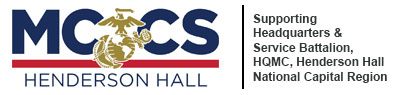 MCCS
HENDERSON HALL
Supporting
Headquarters &
Service Battalion,
HQMC, Henderson Hall
National Capital Region